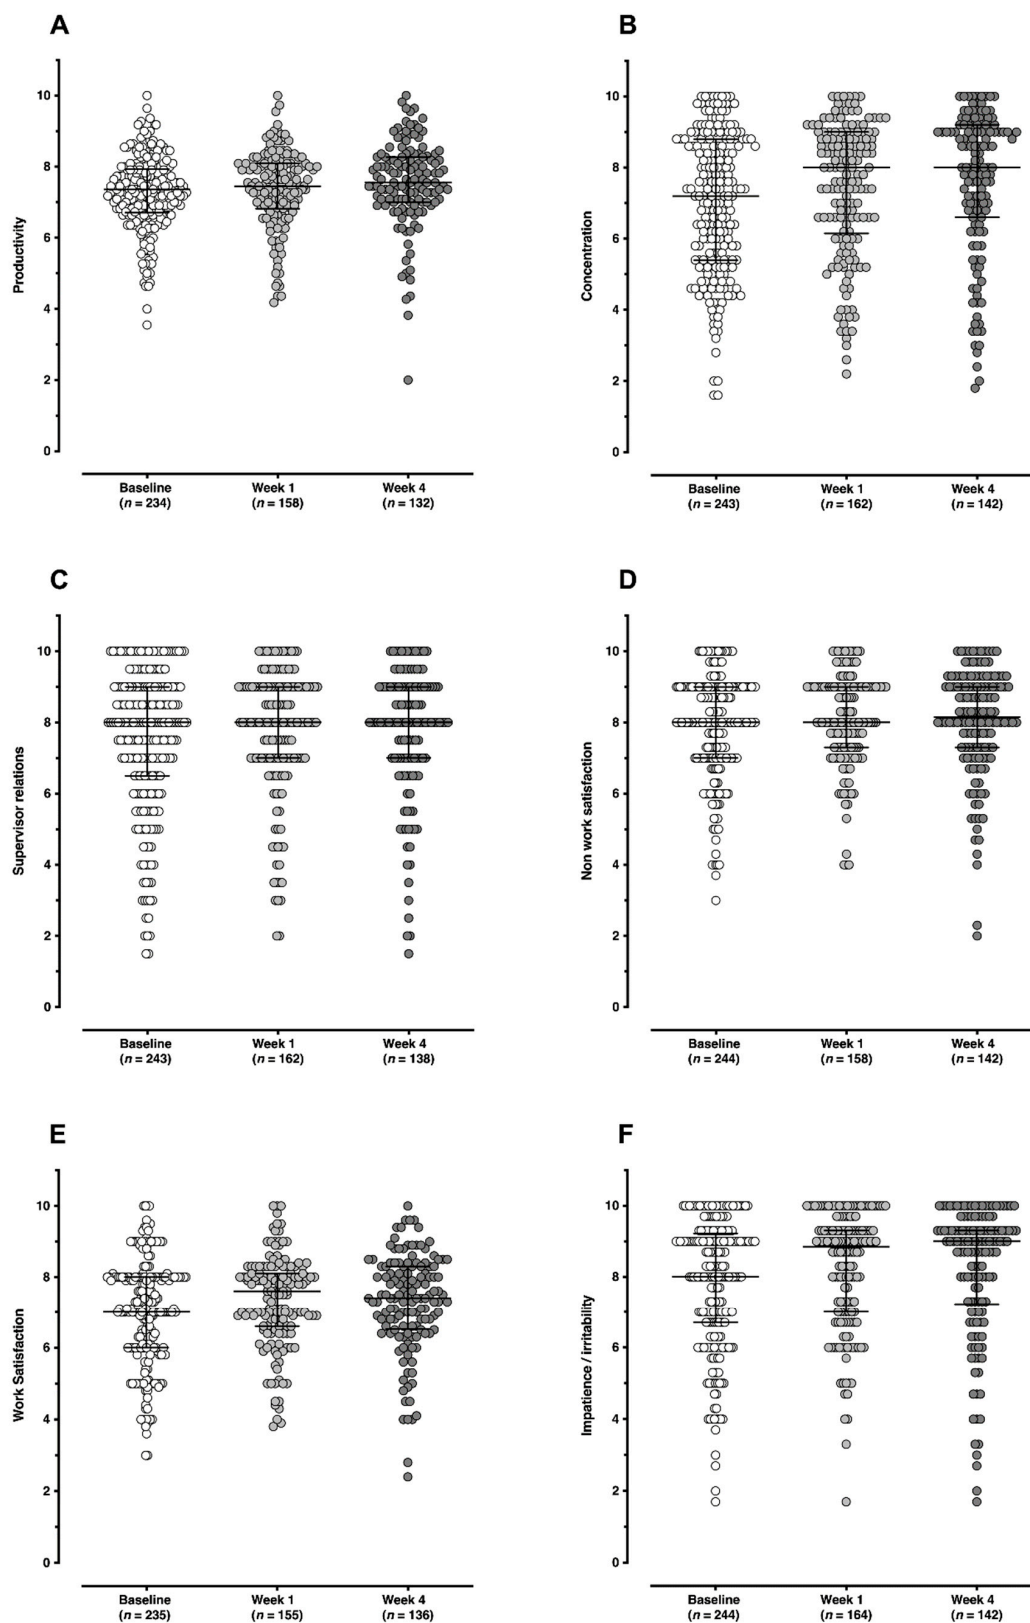 A
Productivity
10
8
6
4
2
0
Baseline
(n = 234)
Week 1
(n = 158)
Week 4
(n = 132)
B
Concentration
10
8
6
4
2
0
Baseline
(n = 243)
Week 1
(n = 162)
Week 4
(n = 142)
C
Supervisor relations
10
8
6
4
2
0
Baseline
(n = 243)
Week 1
(n = 162)
Week 4
(n = 138)
D
Non work satisfaction
10
8
6
4
2
0
Baseline
(n = 244)
Week 1
(n = 158)
Week 4
(n = 142)
E
Work Satisfaction
10
8
6
4
2
0
Baseline
(n = 235)
Week 1
(n = 155)
Week 4
(n = 136)
F
Impatience / irritability
10
8
6
4
2
0
Baseline
(n = 244)
Week 1
(n = 164)
Week 4
(n = 142)